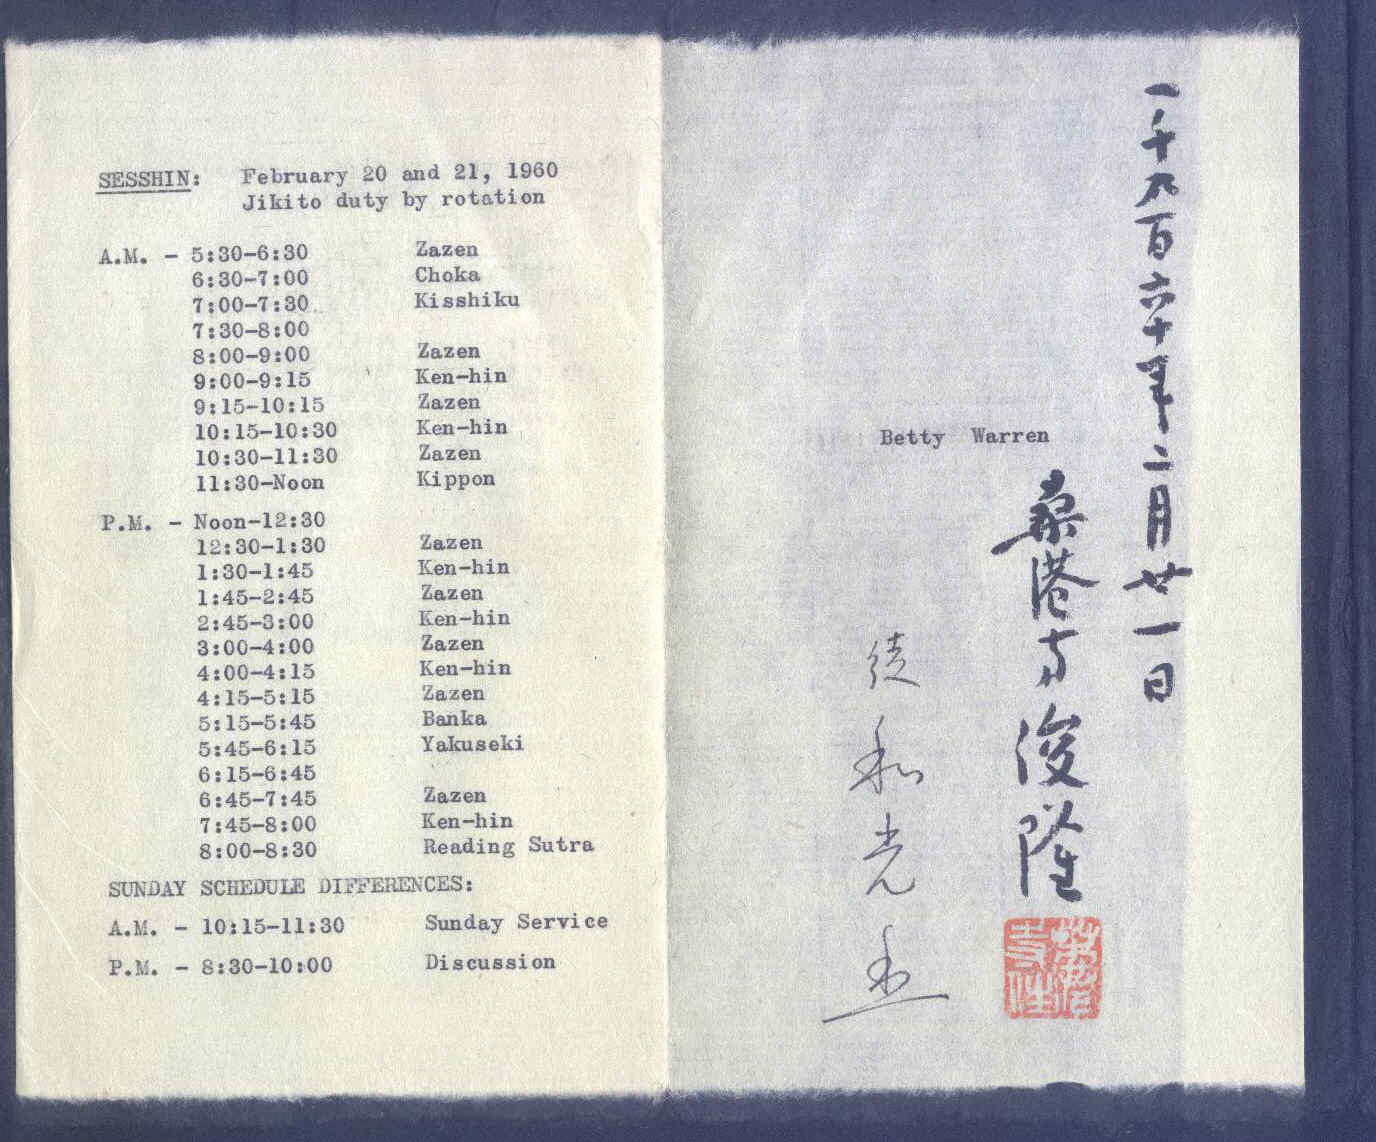 SESSHIN: February 20 and 21, 1960
Jikito duty by rotation
A.M. - 5:30-6:30 Zazen
6:30-7:00 Choka
7:00-7:30 Kisshiku
7:30-8:00
8:00-9:00 Zazen
9:00-9:15 Ken-hin
9:15-10:15 Zazen
10:15-10:30 Ken-hin
10:30-11:30 Zazen
11:30-Noon Kippon
P.M. - Noon-12:30
12:30-1:30 Zazen
1:30-1:45 Ken-hin
1:45-2:45 Zazen
2:45-3:00 Ken-hin
3:00-4:00 Zazen
4:00-4:15 Ken-hin
4:15-5:15 Zazen
5:15-5:45 Banka
5:45-6:15 Yakuseki
6:15-6:45
6:45-7:45 Zazen
7:45-8:00 Ken-hin
8:00-8:30 Reading Sutra
SUNDAY SCHEDULE DIFFERENCES:
A.M. - 10:15-11:30 Sunday Service
P.M. - 8:30-10:00 Discussion
一千九百六十年二月廿一日
桑港寺 俊隆
Betty Warren
徒 和光